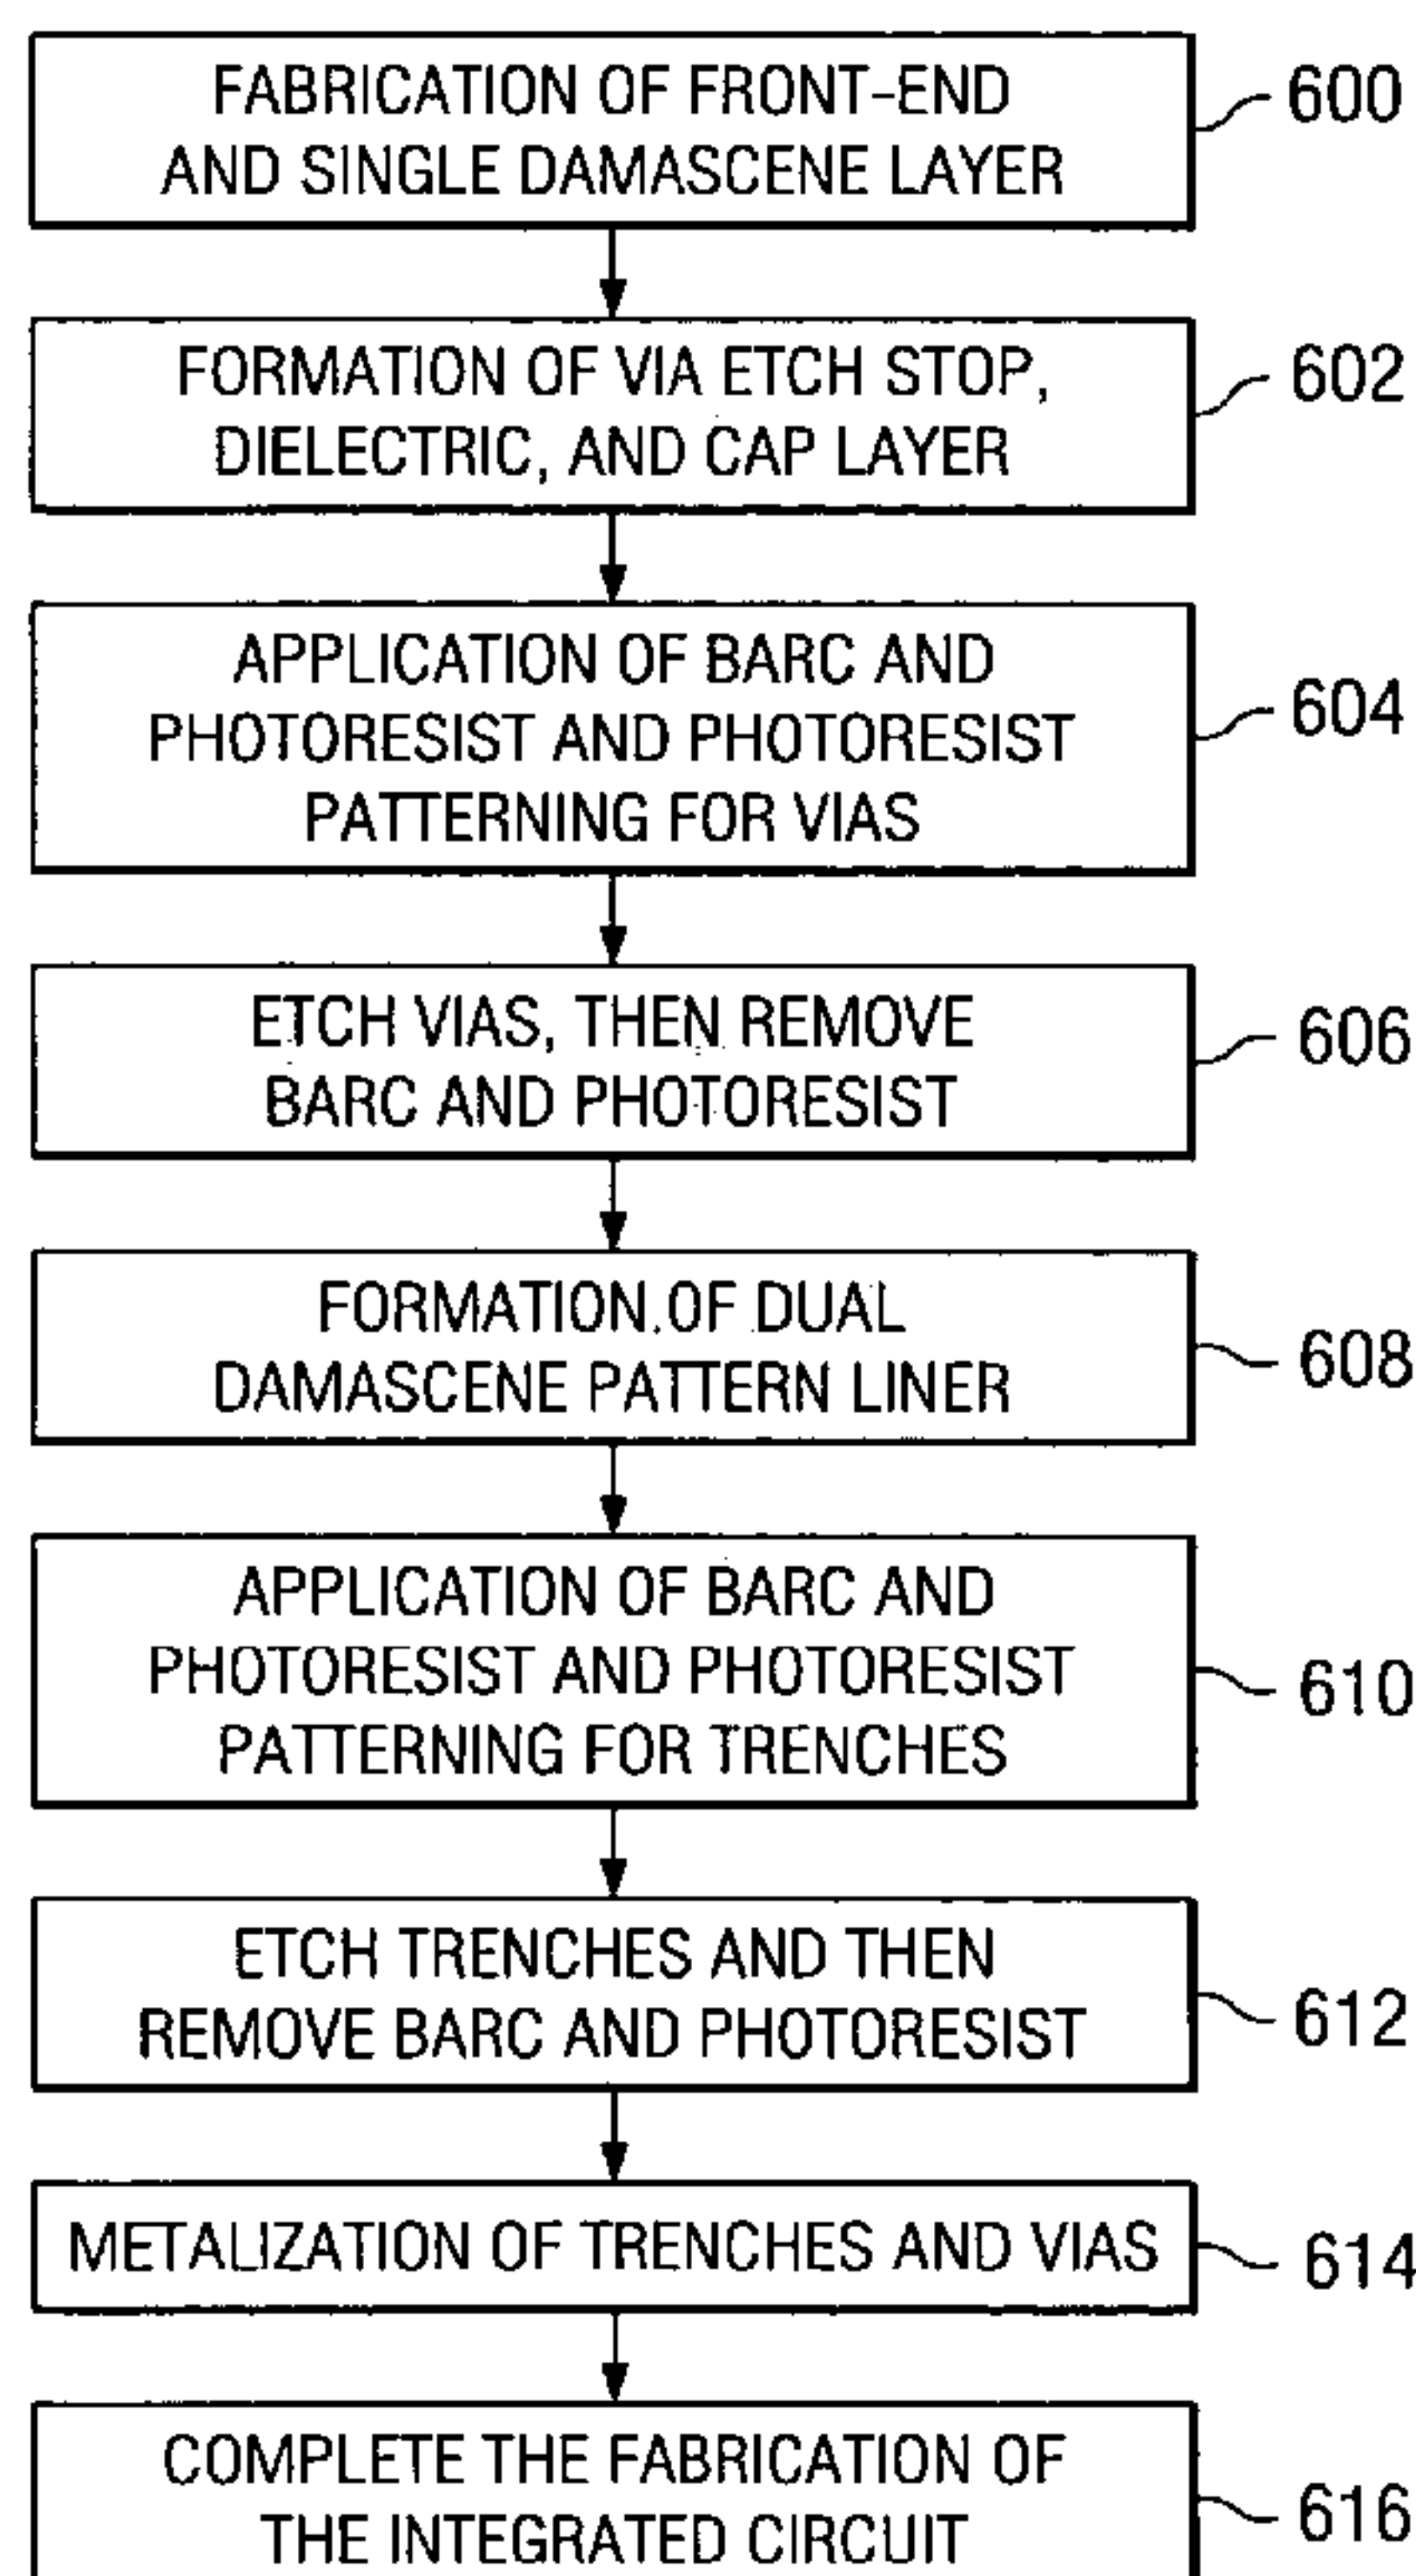 FABRICATION OF FRONT-END
AND SINGLE DAMASCENE LAYER
600
FORMATION OF VIA ETCH STOP,
DIELECTRIC, AND CAP LAYER
602
APPLICATION OF BARC AND
PHOTORESIST AND PHOTORESIST
PATTERNING FOR VIAS
604
ETCH VIAS, THEN REMOVE
BARC AND PHOTORESIST
606
FORMATION OF DUAL
DAMASCENE PATTERN LINER
608
APPLICATION OF BARC AND
PHOTORESIST AND PHOTORESIST
PATTERNING FOR TRENCHES
610
ETCH TRENCHES AND THEN
REMOVE BARC AND PHOTORESIST
612
METALIZATION OF TRENCHES AND VIAS
614
COMPLETE THE FABRICATION OF
THE INTEGRATED CIRCUIT
616